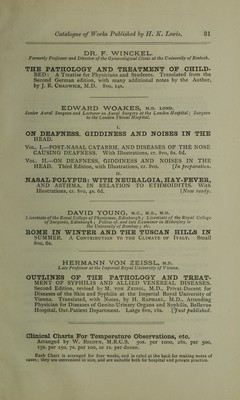 Catalogue of Works Published by H. K. Lewis. 31
DR. F. WINCKEL.
Formerly Professor and Director of the Gynæcological Clinic at the University of Rostock.
THE PATHOLOGY AND TREATMENT OF CHILD-
BED: A Treatise for Physicians and Students. Translated from the
Second German edition, with many additional notes by the Author,
by J. R. CHADWICK, M.D. 8vo, 14s.
EDWARD WOAKES, M.D. LOND.
Senior Aural Surgeon and Lecturer on Aural Surgery at the London Hospital; Surgeon
to the London Throat Hospital.
I.
ON DEAFNESS, GIDDINESS AND NOISES IN THE
HEAD.
VOL. I.—POST-NASAL CATARRH, AND DISEASES OF THE NOSE
CAUSING DEAFNESS. With Illustrations, cr. 8vo, 6s. 6d.
VOL. II.—ON DEAFNESS, GIDDINESS AND NOISES IN THE
HEAD. Third Edition, with Illustrations, cr. 8vo. [In preparation.
II.
NASAL POLYPUS: WITH NEURALGIA, HAY-FEVER,
AND ASTHMA, IN RELATION TO ETHMOIDITIS. With
Illustrations, cr. 8vo, 4s. 6d. [Now ready.
DAVID YOUNG, M.C., M.B., M.D.
Licentiate of the Royal College of Physicians, Edinburgh; Licentiate of the Royal College
of Surgeons, Edinburgh; Fellow of, and late Examiner in Midwifery to
the University of Bombay; etc.
ROME IN WINTER AND THE TUSCAN HILLS IN
SUMMER. A CONTRIBUTION TO THE CLIMATE OF ITALY. Small
8vo, 6s.
HERMANN VON ZEISSL, M.D.
Late Professor at the Imperial Royal University of Vienna.
OUTLINES OF THE PATHOLOGY AND TREAT-
MENT OF SYPHILIS AND ALLIED VENEREAL DISEASES.
Second Edition, revised by M. VON ZEISSL, M.D., Privat-Docent for
Diseases of the Skin and Syphilis at the Imperial Royal University of
Vienna. Translated, with Notes, by H. RAPHAEL, M.D., Attending
Physician for Diseases of Genito-Urinary Organs and Syphilis, Bellevue
Hospital, Out-Patient Department. Large 8vo, 18s. [Just published.
Clinical Charts For Temperature Observations, etc.
Arranged by W. RIGDEN, M.R.C.S. 50s. per 1000, 28s. per 500,
15s. per 250, 7s. per 100, or 1s. per dozen.
Each Chart is arranged for four weeks, and is ruled at the back for making notes of
cases; they are convenient in size, and are suitable both for hospital and private practice.